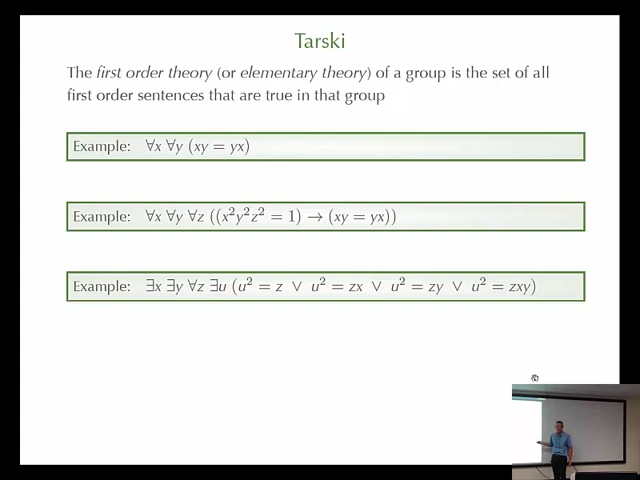 Tarski
The first order theory (or elementary theory) of a group is the set of all
first order sentences that are true in that group
Example: ∀x ∀y (xy = yx)
Example: ∀x ∀y ∀z ((x²y²z² = 1) → (xy = yx))
Example: ∃x ∃y ∀z ∃u (u² = z ∨ u² = zx ∨ u² = zy ∨ u² = zxy)